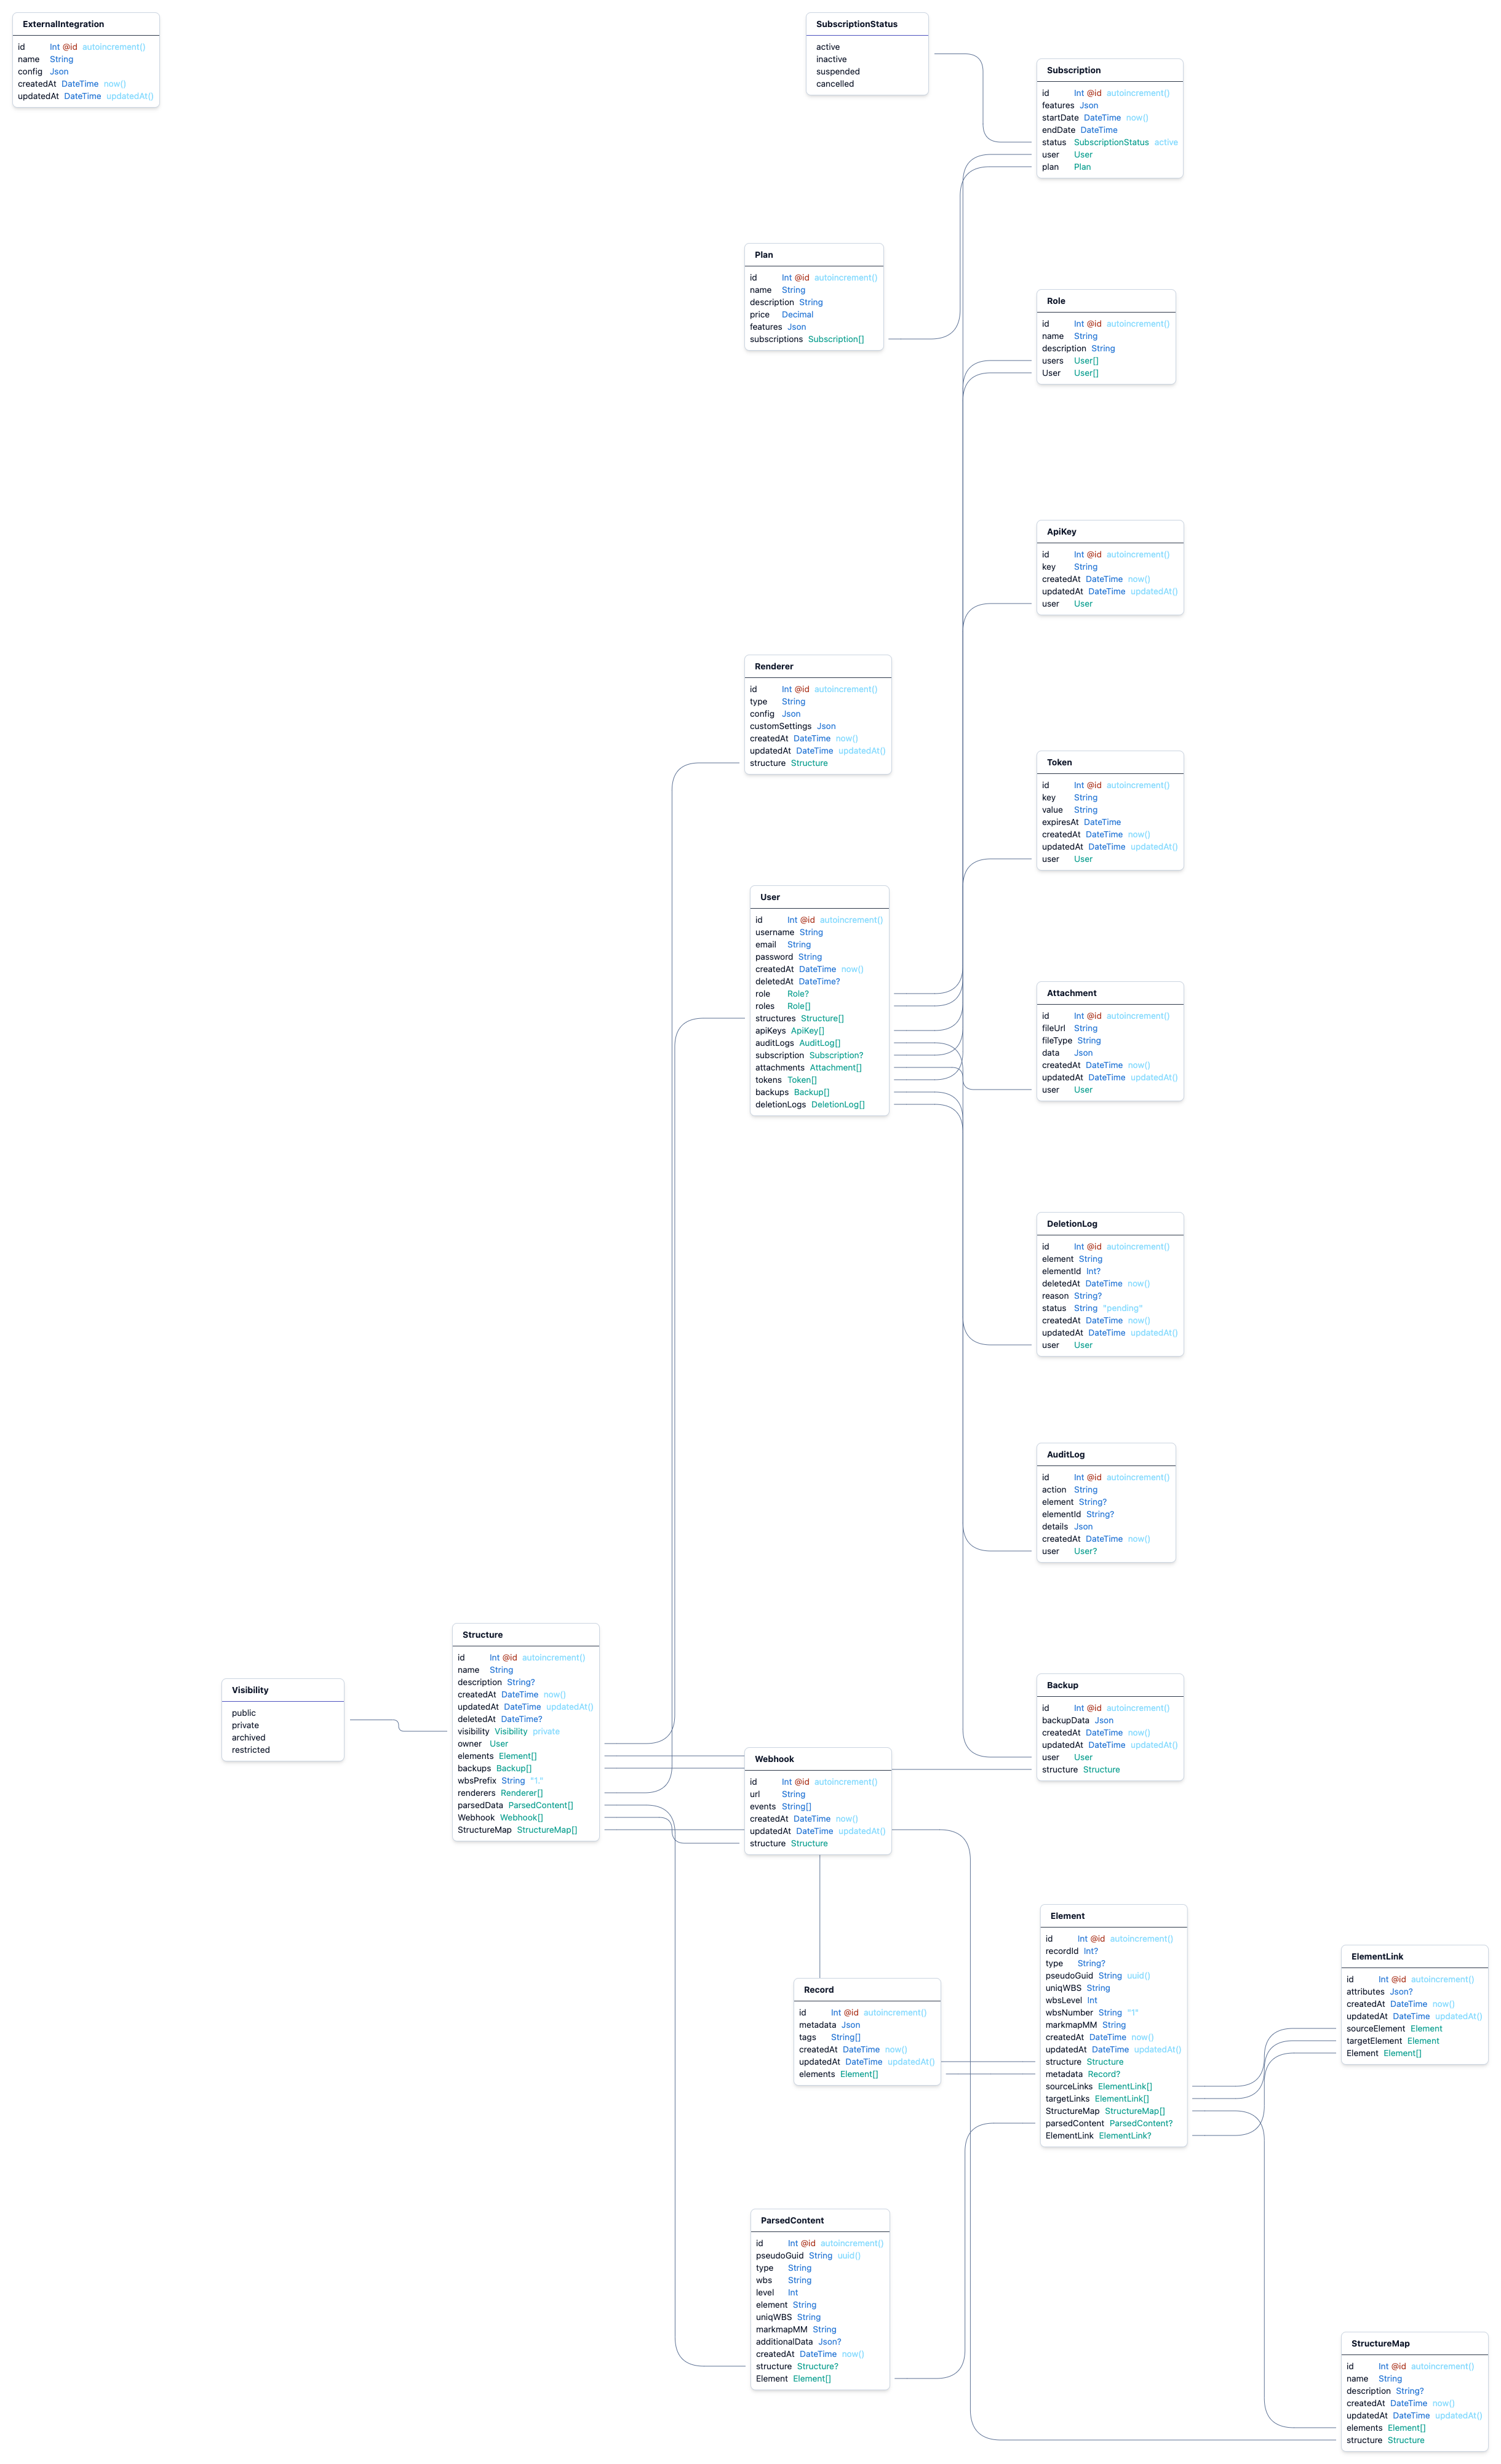 ExternalIntegration
id Int @id autoincrement()
name String
config Json
createdAt DateTime now()
updatedAt DateTime updatedAt()
SubscriptionStatus
active
inactive
suspended
cancelled
Subscription
id Int @id autoincrement()
features Json
startDate DateTime now()
endDate DateTime
status SubscriptionStatus active
user User
plan Plan
Plan
id Int @id autoincrement()
name String
description String
price Decimal
features Json
subscriptions Subscription[]
Role
id Int @id autoincrement()
name String
description String
users User[]
User User[]
ApiKey
id Int @id autoincrement()
key String
createdAt DateTime now()
updatedAt DateTime updatedAt()
user User
Renderer
id Int @id autoincrement()
type String
config Json
customSettings Json
createdAt DateTime now()
updatedAt DateTime updatedAt()
structure Structure
Token
id Int @id autoincrement()
key String
value String
expiresAt DateTime
createdAt DateTime now()
updatedAt DateTime updatedAt()
user User
User
id Int @id autoincrement()
username String
email String
password String
createdAt DateTime now()
deletedAt DateTime?
role Role?
roles Role[]
structures Structure[]
apiKeys ApiKey[]
auditLogs AuditLog[]
subscription Subscription?
attachments Attachment[]
tokens Token[]
backups Backup[]
deletionLogs DeletionLog[]
Attachment
id Int @id autoincrement()
fileUrl String
fileType String
data Json
createdAt DateTime now()
updatedAt DateTime updatedAt()
user User
DeletionLog
id Int @id autoincrement()
element String
elementId Int?
deletedAt DateTime now()
reason String?
status String "pending"
createdAt DateTime now()
updatedAt DateTime updatedAt()
user User
AuditLog
id Int @id autoincrement()
action String
element String?
elementId String?
details Json
createdAt DateTime now()
user User?
Structure
id Int @id autoincrement()
name String
description String?
createdAt DateTime now()
updatedAt DateTime updatedAt()
deletedAt DateTime?
visibility Visibility private
owner User
elements Element[]
backups Backup[]
wbsPrefix String "1."
renderers Renderer[]
parsedData ParsedContent[]
Webhook Webhook[]
StructureMap StructureMap[]
Visibility
public
private
archived
restricted
Backup
id Int @id autoincrement()
backupData Json
createdAt DateTime now()
updatedAt DateTime updatedAt()
user User
structure Structure
Webhook
id Int @id autoincrement()
url String
events String[]
createdAt DateTime now()
updatedAt DateTime updatedAt()
structure Structure
Element
id Int @id autoincrement()
recordId Int?
type String?
pseudoGuid String uuid()
uniqWBS String
wbsLevel Int
wbsNumber String "1"
markmapMM String
createdAt DateTime now()
updatedAt DateTime updatedAt()
structure Structure
metadata Record?
sourceLinks ElementLink[]
targetLinks ElementLink[]
StructureMap StructureMap[]
parsedContent ParsedContent?
ElementLink ElementLink?
ElementLink
id Int @id autoincrement()
attributes Json?
createdAt DateTime now()
updatedAt DateTime updatedAt()
sourceElement Element
targetElement Element
Element Element[]
Record
id Int @id autoincrement()
metadata Json
tags String[]
createdAt DateTime now()
updatedAt DateTime updatedAt()
elements Element[]
ParsedContent
id Int @id autoincrement()
pseudoGuid String uuid()
type String
wbs String
level Int
element String
uniqWBS String
markmapMM String
additionalData Json?
createdAt DateTime now()
structure Structure?
Element Element[]
StructureMap
id Int @id autoincrement()
name String
description String?
createdAt DateTime now()
updatedAt DateTime updatedAt()
elements Element[]
structure Structure